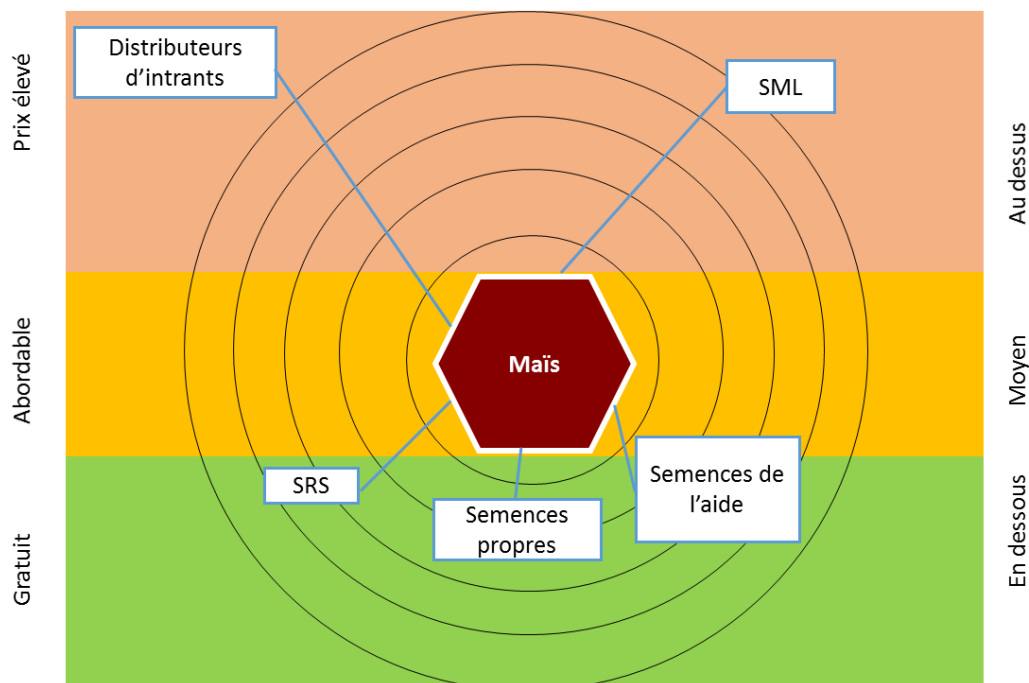 Prix élevé
Distributeurs
d’intrants
SML
Au dessus
Abordable
Maïs
Moyen
SRS
Semences
propres
Semences de
l’aide
Gratuit
En dessous